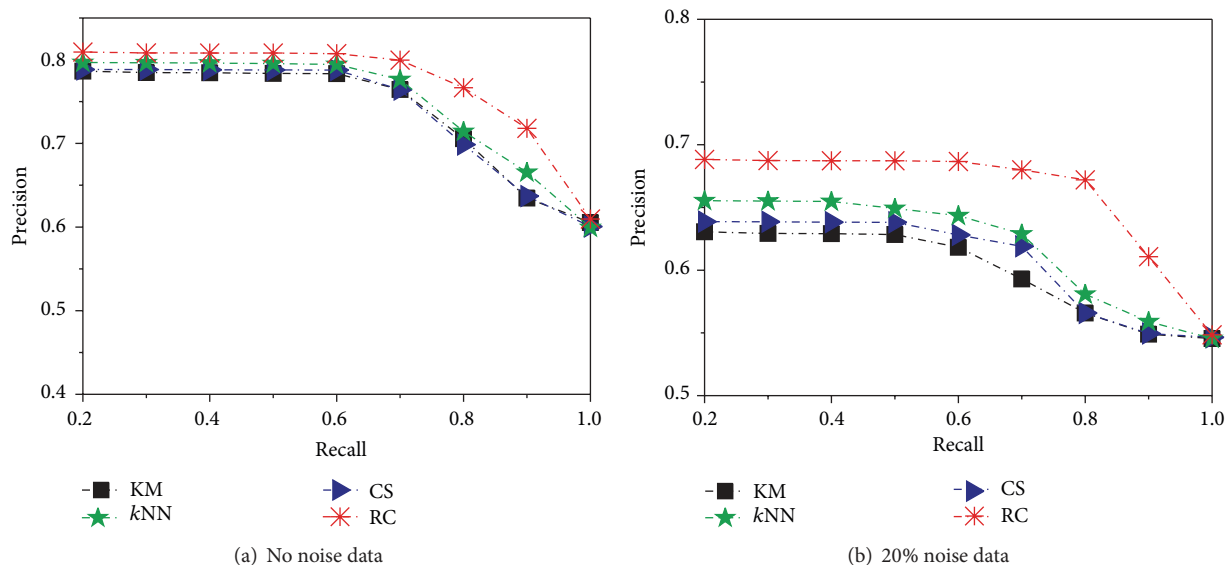 0.8
0.7
0.6
0.5
0.4
Precision
0.2
0.4
0.6
0.8
1.0
Recall
KM
kNN
CS
RC
(a) No noise data
0.8
0.7
0.6
0.5
Precision
0.2
0.4
0.6
0.8
1.0
Recall
KM
kNN
CS
RC
(b) 20% noise data